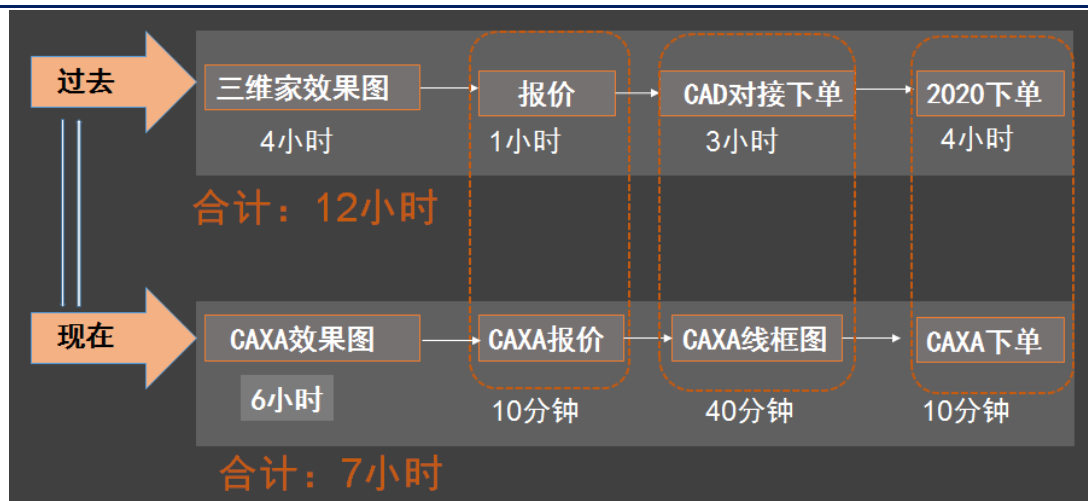 过去
三维家效果图
报价
CAD对接下单
2020下单
4小时
1小时
3小时
4小时
合计：12小时
现在
CAXA效果图
CAXA报价
CAXA线框图
CAXA下单
6小时
10分钟
40分钟
10分钟
合计：7小时